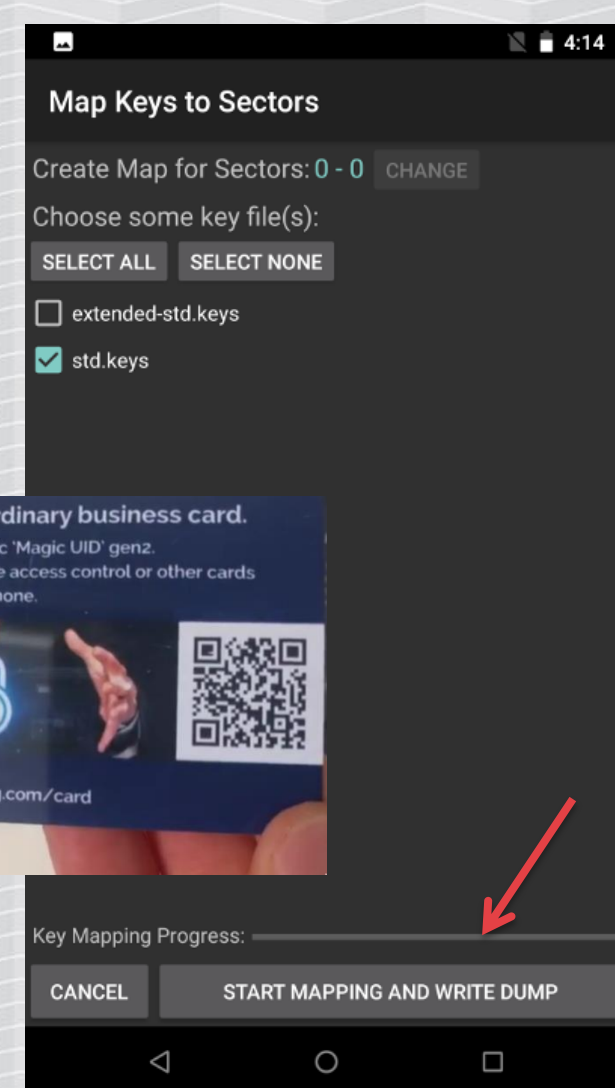 4:14
Map Keys to Sectors
Create Map for Sectors: 0 - 0 CHANGE
Choose some key file(s):
SELECT ALL SELECT NONE
extended-std.keys
std.keys
business card.
'Magic UID' gen2.
access control or other cards
.com/card
Key Mapping Progress:
CANCEL START MAPPING AND WRITE DUMP